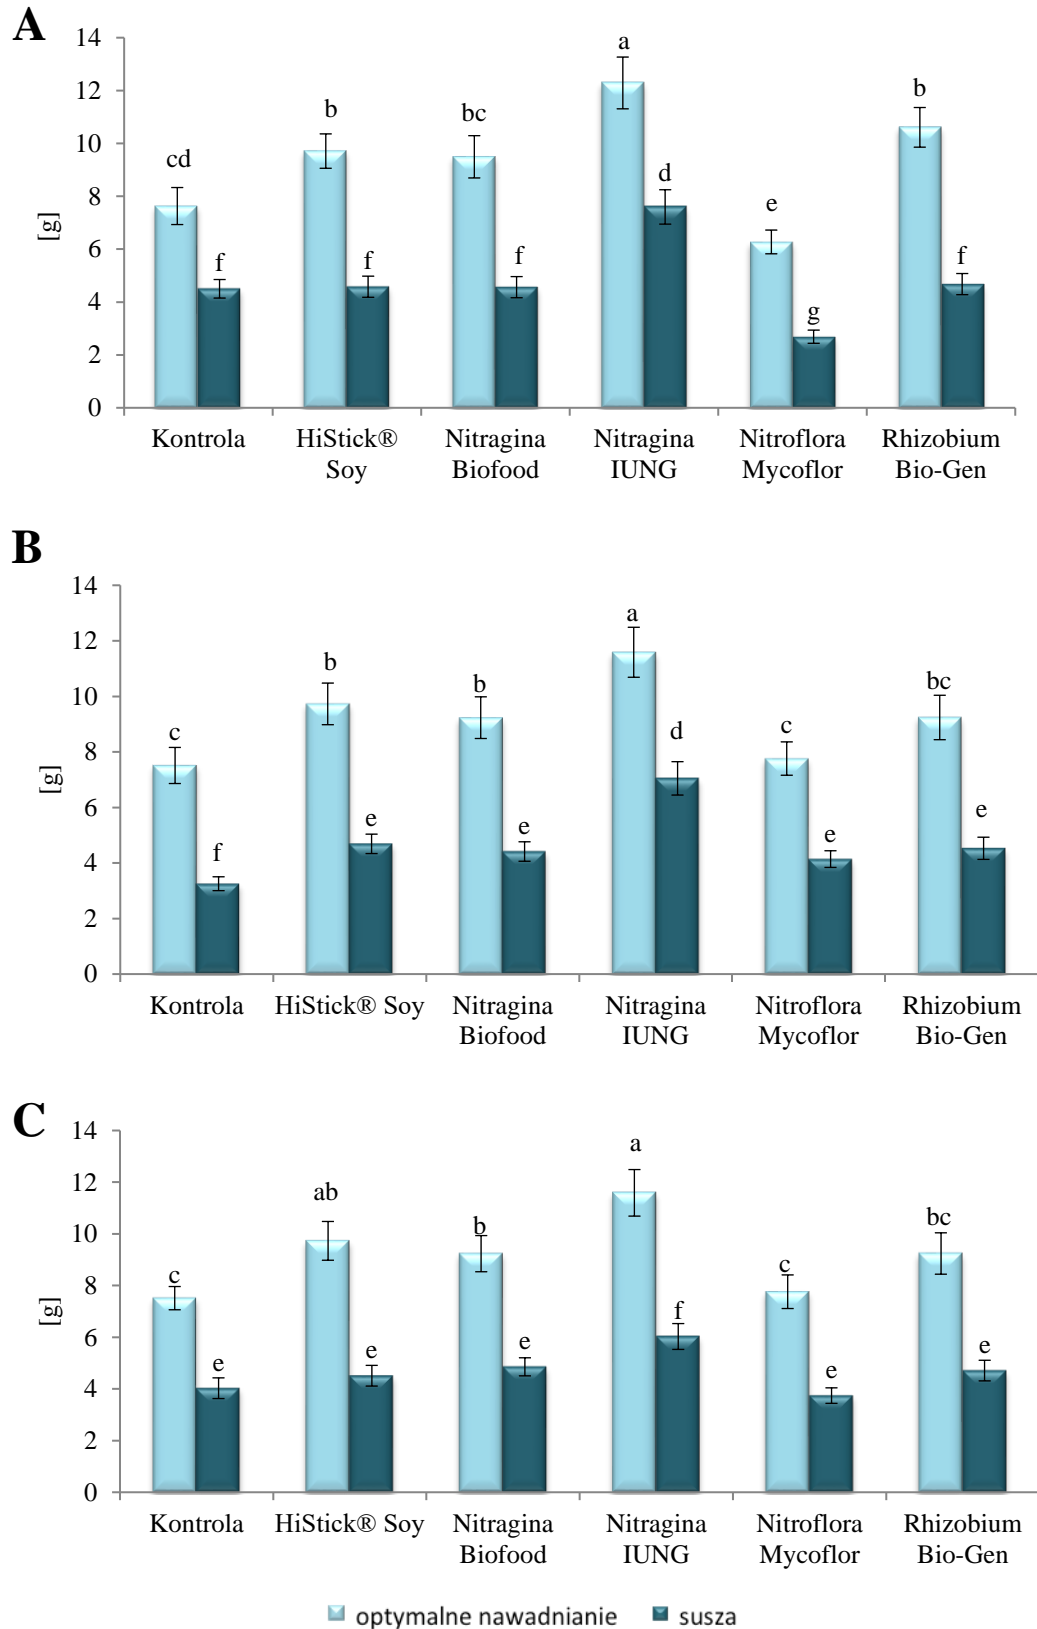 A
14
12
10
8
6
4
2
0
[g]
cd
f
b
f
bc
f
a
d
e
g
b
f
Kontrola
HiStick®
Soy
Nitragina
Biofood
Nitragina
IUNG
Nitroflora
Mycoflor
Rhizobium
Bio-Gen
B
14
12
10
8
6
4
2
0
[g]
c
f
b
e
b
e
a
d
c
e
bc
e
Kontrola
HiStick® Soy
Nitragina
Biofood
Nitragina
IUNG
Nitroflora
Mycoflor
Rhizobium
Bio-Gen
C
14
12
10
8
6
4
2
0
[g]
c
e
ab
e
b
e
a
f
c
e
bc
e
Kontrola
HiStick® Soy
Nitragina
Biofood
Nitragina
IUNG
Nitroflora
Mycoflor
Rhizobium
Bio-Gen
optymalne nawadnianie
susza